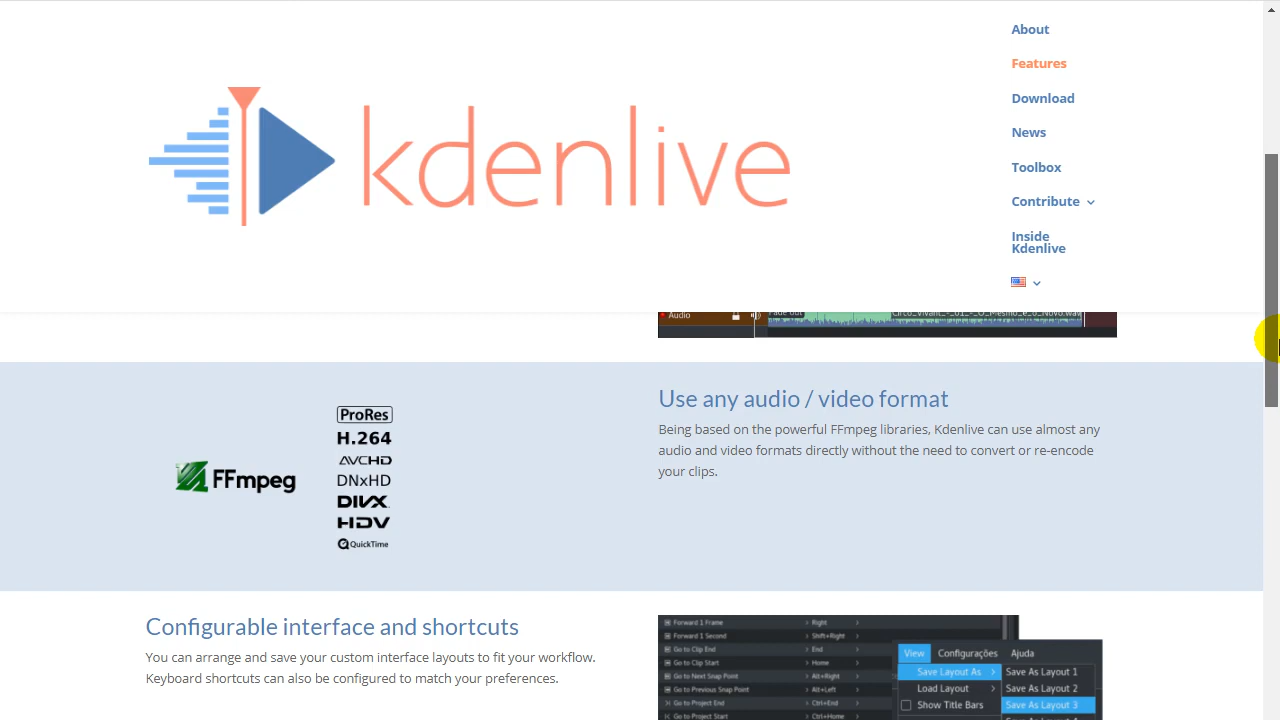 About
Features
Download
News
Toolbox
Contribute
Inside
Kdenlive
kdenlive
Audio
Fade out
Circo_Vivant_-_01_-_O_Mesmo_e_o_Novo.wav
Use any audio / video format
Being based on the powerful FFmpeg libraries, Kdenlive can use almost any
audio and video formats directly without the need to convert or re-encode
your clips.
FFmpeg
ProRes
H.264
AVCHD
DNxHD
DIVX
HDV
QuickTime
Configurable interface and shortcuts
You can arrange and save your custom interface layouts to fit your workflow.
Keyboard shortcuts can also be configured to match your preferences.
Forward 1 Frame Right
Forward 1 Second Shift+Right
Go to Clip End End
Go to Clip Start Home
Go to Next Snap Point Alt+Right
Go to Previous Snap Point Alt+Left
Go to Project End Ctrl+End
Go to Project Start Ctrl+Home
View Configurações Ajuda
Save Layout As Save As Layout 1
Load Layout Save As Layout 2
Show Title Bars Save As Layout 3